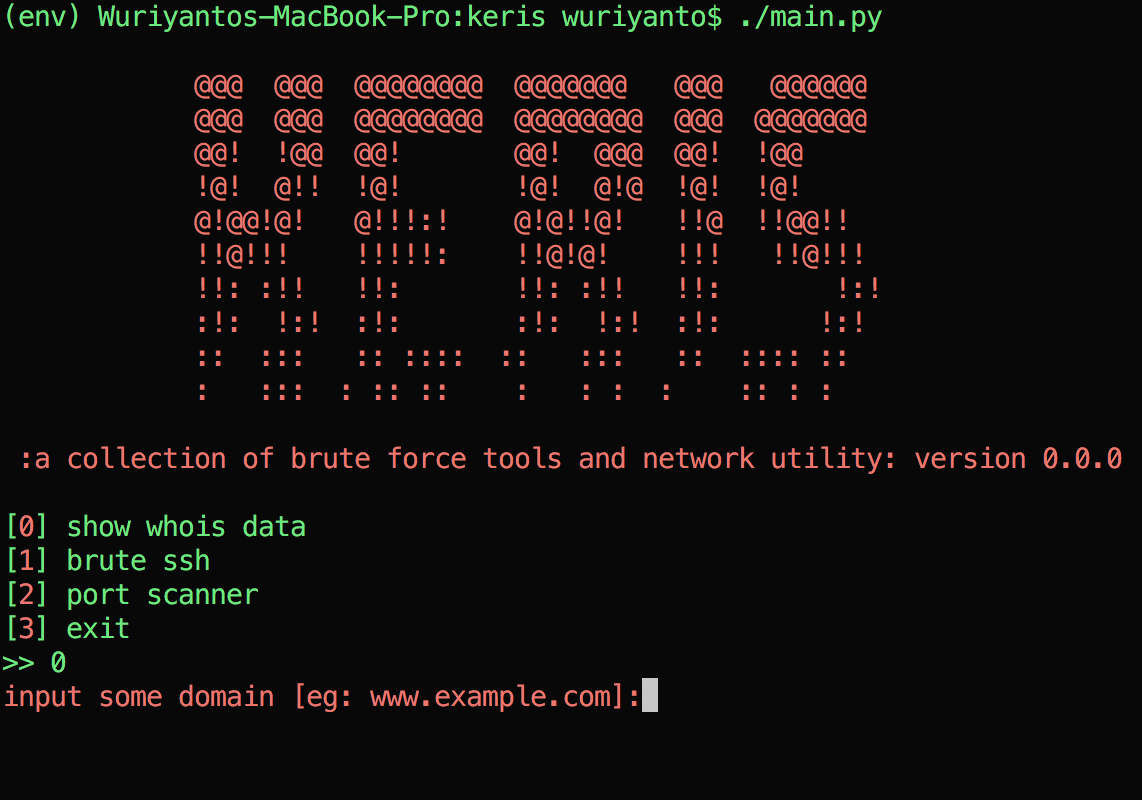 (env) Wuriyantos-MacBook-Pro:keris wuriyanto$ ./main.py
@@@  @@@  @@@@@@@@  @@@@@@@   @@@   @@@@@@
@@@  @@@  @@@@@@@@  @@@@@@@@  @@@  @@@@@@@
@@!  !@@  @@!       @@!  @@@  @@!  !@@
!@!  @!!  !@!       !@!  @!@  !@!  !@!
@!@@!@!   @!!!:!    @!@!!@!   !!@  !!@@!!
!!@!!!    !!!!!:    !!@!@!    !!!   !!@!!!
!!: :!!   !!:       !!: :!!   !!:       !:!
:!:  !:!  :!:       :!:  !:!  :!:      !:!
::  :::   :: ::::  ::   :::   ::  :::: ::
:   :::  : :: ::    :   : :  :    :: : :
:a collection of brute force tools and network utility: version 0.0.0
[0] show whois data
[1] brute ssh
[2] port scanner
[3] exit
>> 0
input some domain [eg: www.example.com]: